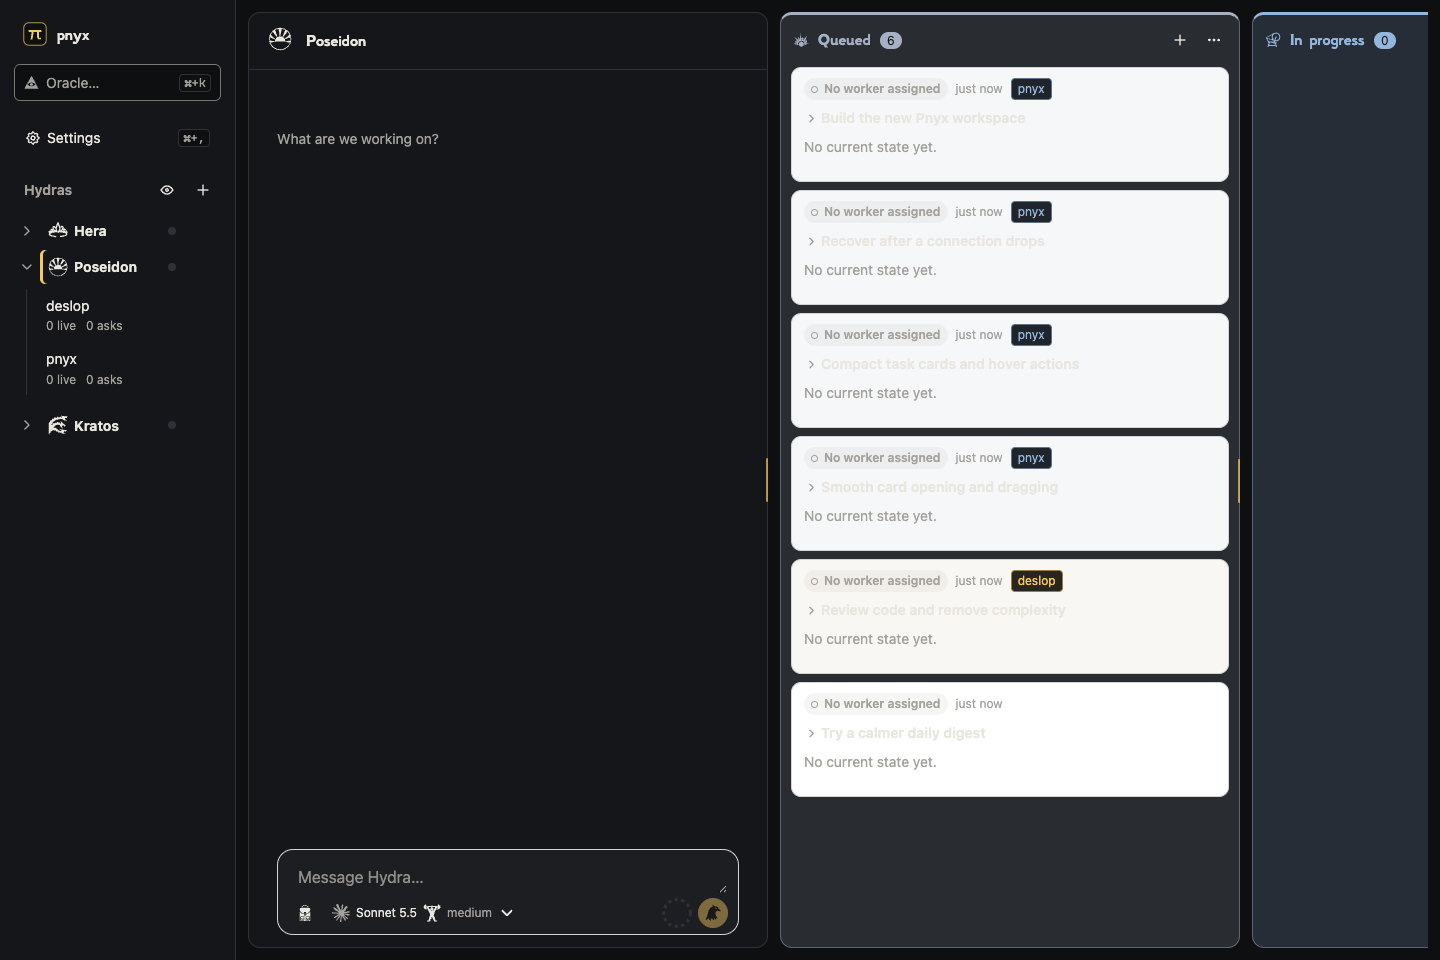 π pnyx
Oracle... ⌘+k
Settings ⌘+,
Hydras
Hera
Poseidon
deslop
0 live 0 asks
pnyx
0 live 0 asks
Kratos
Poseidon
What are we working on?
Message Hydra...
Sonnet 5.5 medium
Queued 6
No worker assigned just now pnyx
Build the new Pnyx workspace
No current state yet.
No worker assigned just now pnyx
Recover after a connection drops
No current state yet.
No worker assigned just now pnyx
Compact task cards and hover actions
No current state yet.
No worker assigned just now pnyx
Smooth card opening and dragging
No current state yet.
No worker assigned just now deslop
Review code and remove complexity
No current state yet.
No worker assigned just now
Try a calmer daily digest
No current state yet.
In progress 0